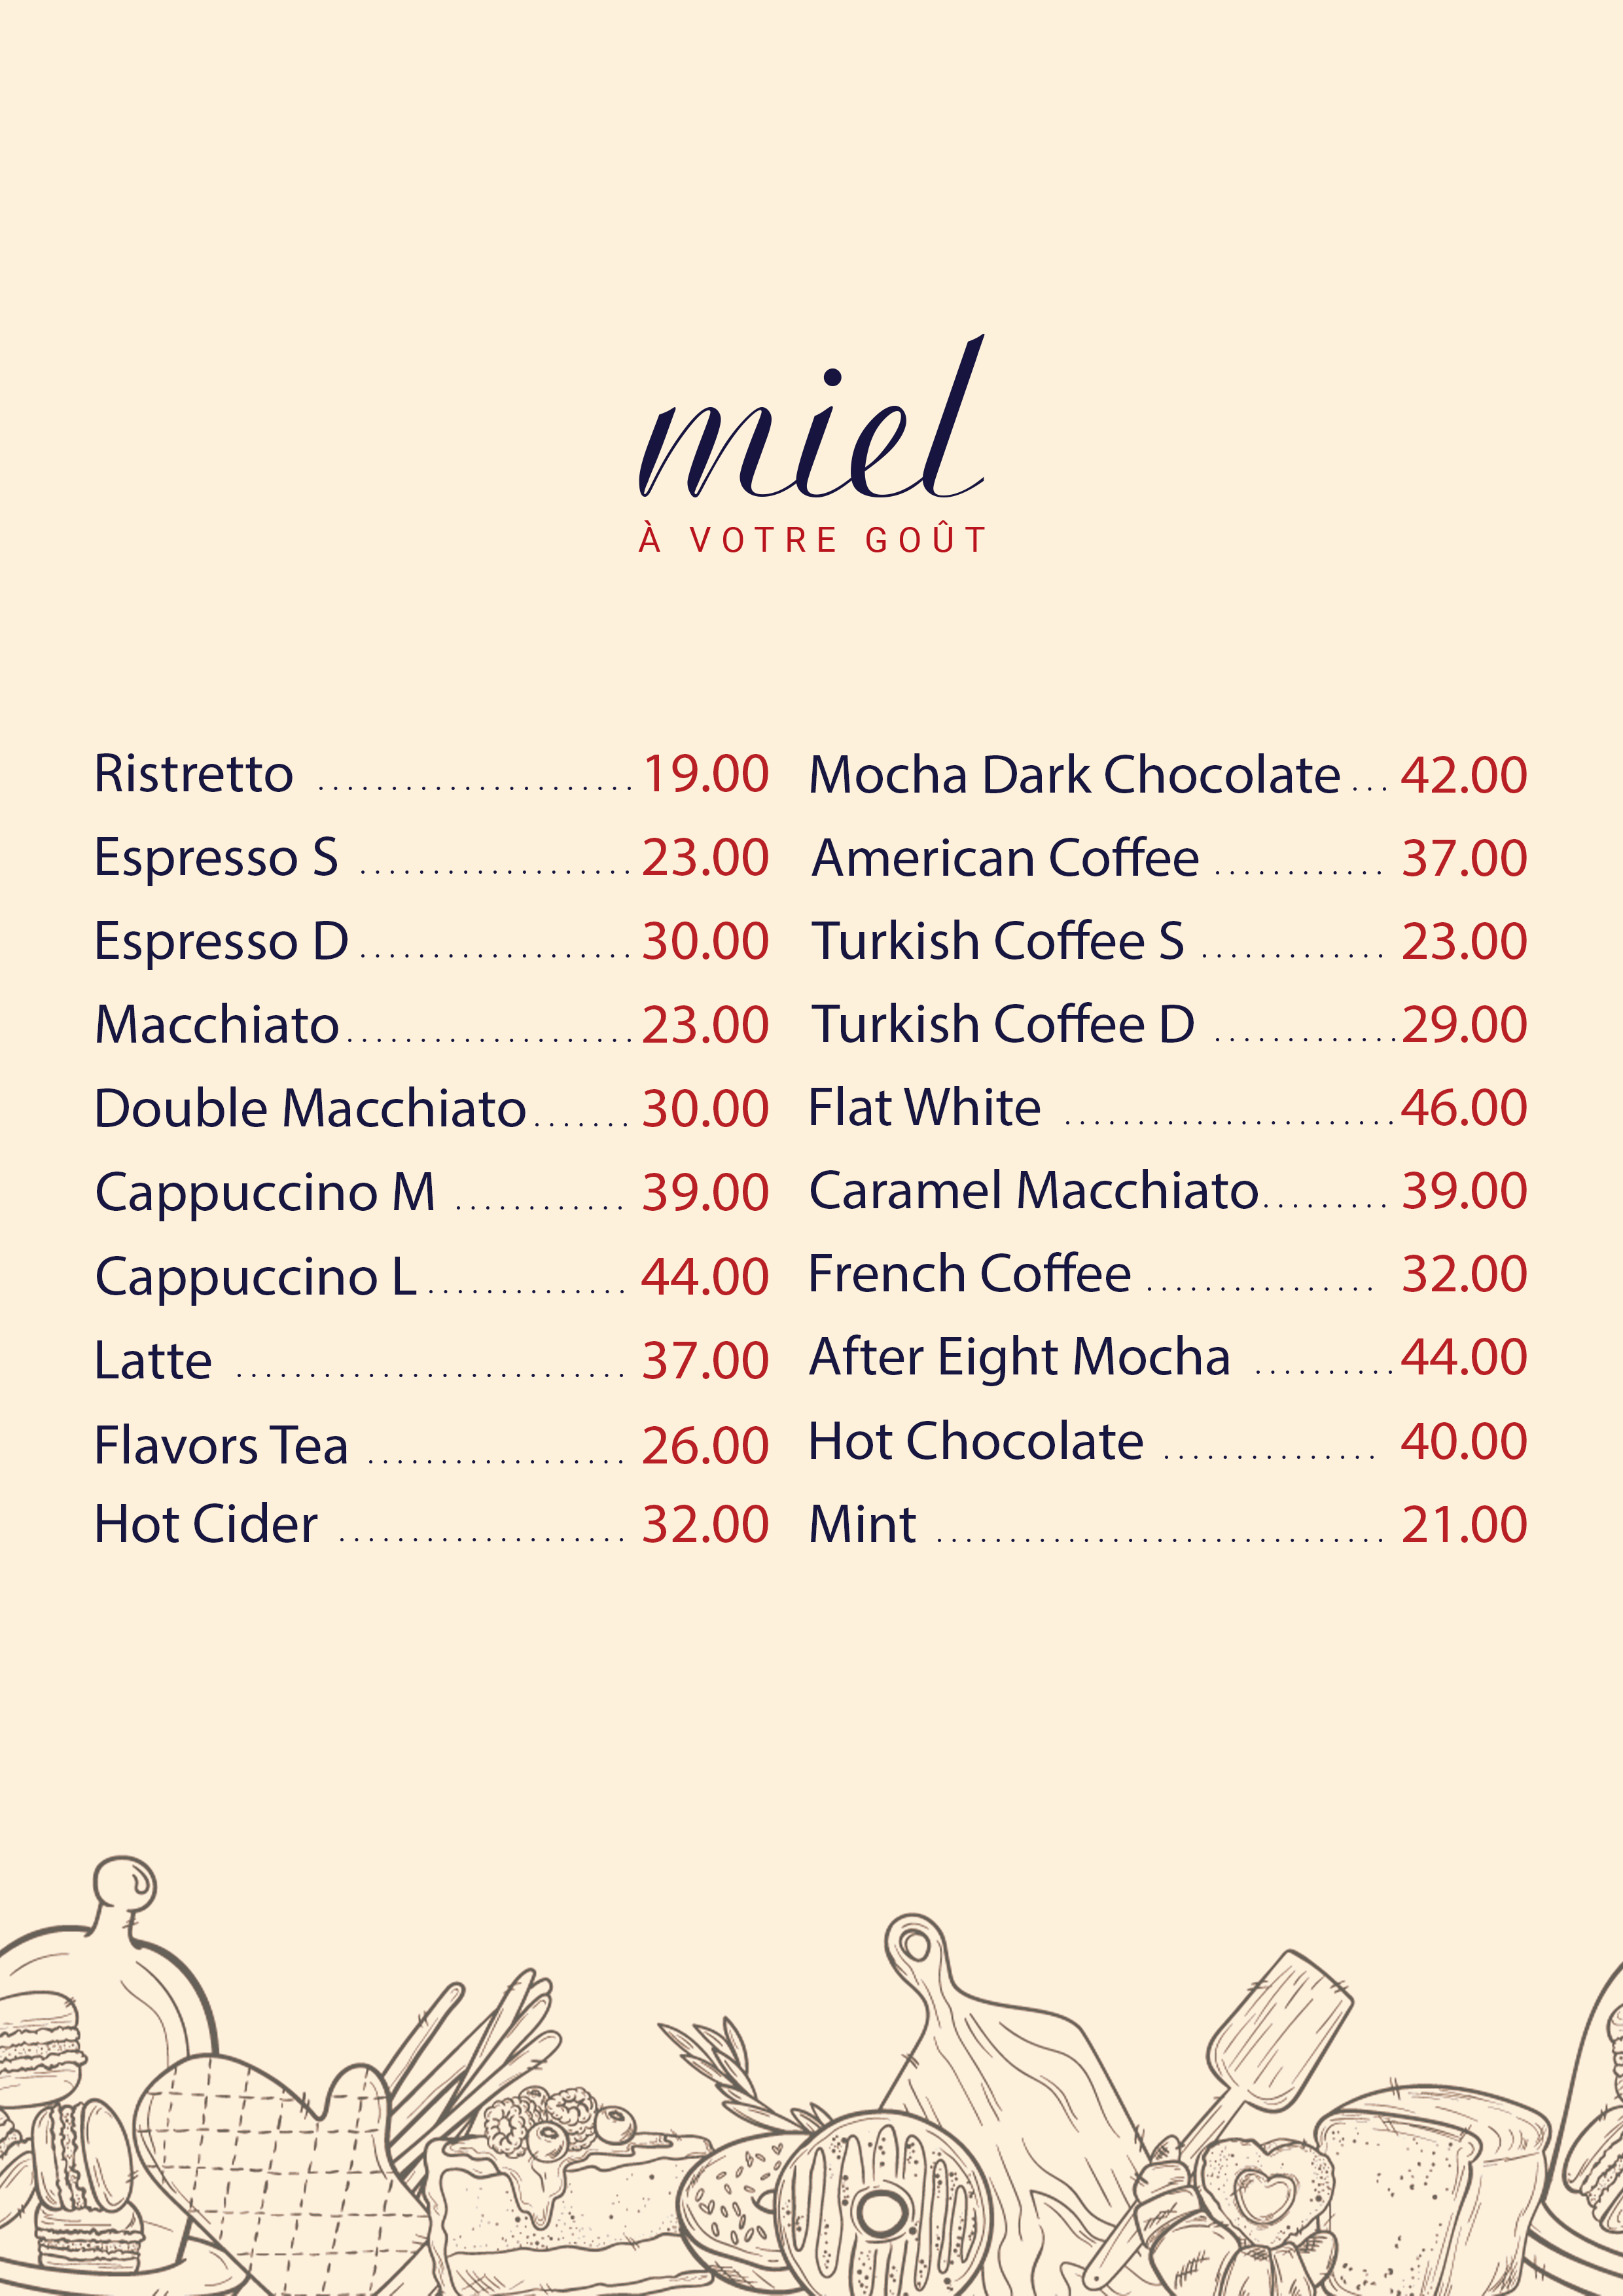 miel
À VOTRE GOÛT
Ristretto ..................... 19.00
Espresso S ................... 23.00
Espresso D ................... 30.00
Macchiato .................... 23.00
Double Macchiato ....... 30.00
Cappuccino M ............ 39.00
Cappuccino L .............. 44.00
Latte ........................... 37.00
Flavors Tea .................. 26.00
Hot Cider .................... 32.00
Mocha Dark Chocolate ... 42.00
American Coffee ............ 37.00
Turkish Coffee S ............. 23.00
Turkish Coffee D ............. 29.00
Flat White ....................... 46.00
Caramel Macchiato ......... 39.00
French Coffee ................ 32.00
After Eight Mocha .......... 44.00
Hot Chocolate ............... 40.00
Mint ............................... 21.00